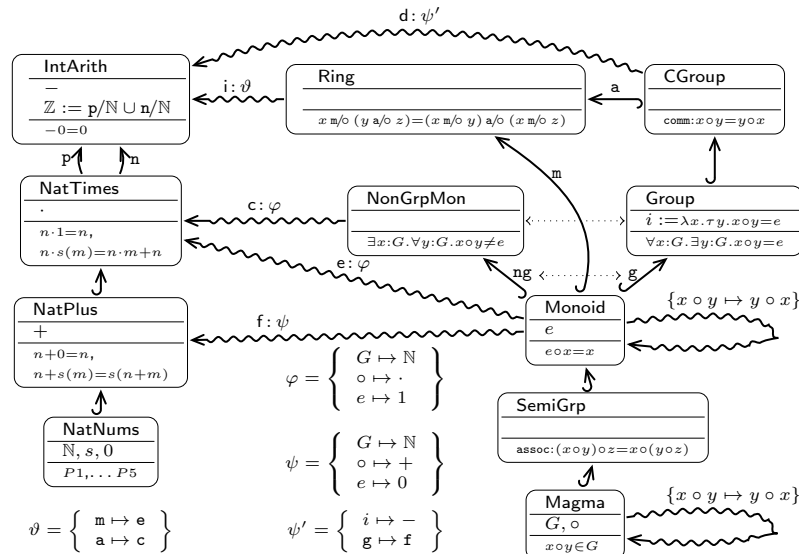 d: ψ′
IntArith
−
ℤ := p/ℕ ∪ n/ℕ
−0=0
i: ϑ
Ring
x m/∘ (y a/∘ z)=(x m/∘ y) a/∘ (x m/∘ z)
a
CGroup
comm:x∘y=y∘x
p
n
m
NatTimes
·
n·1=n,
n·s(m)=n·m+n
c: φ
NonGrpMon
∃x:G.∀y:G.x∘y≠e
Group
i :=λx.τy.x∘y=e
∀x:G.∃y:G.x∘y=e
e: φ
ng
g
NatPlus
+
n+0=n,
n+s(m)=s(n+m)
f: ψ
Monoid
e
e∘x=x
{x ∘ y ↦ y ∘ x}
φ = { G ↦ ℕ
∘ ↦ ·
e ↦ 1 }
NatNums
ℕ, s, 0
P1, ... P5
ψ = { G ↦ ℕ
∘ ↦ +
e ↦ 0 }
SemiGrp
assoc:(x∘y)∘z=x∘(y∘z)
ϑ = { m ↦ e
a ↦ c }
ψ′ = { i ↦ −
g ↦ f }
Magma
G, ∘
x∘y∈G
{x ∘ y ↦ y ∘ x}